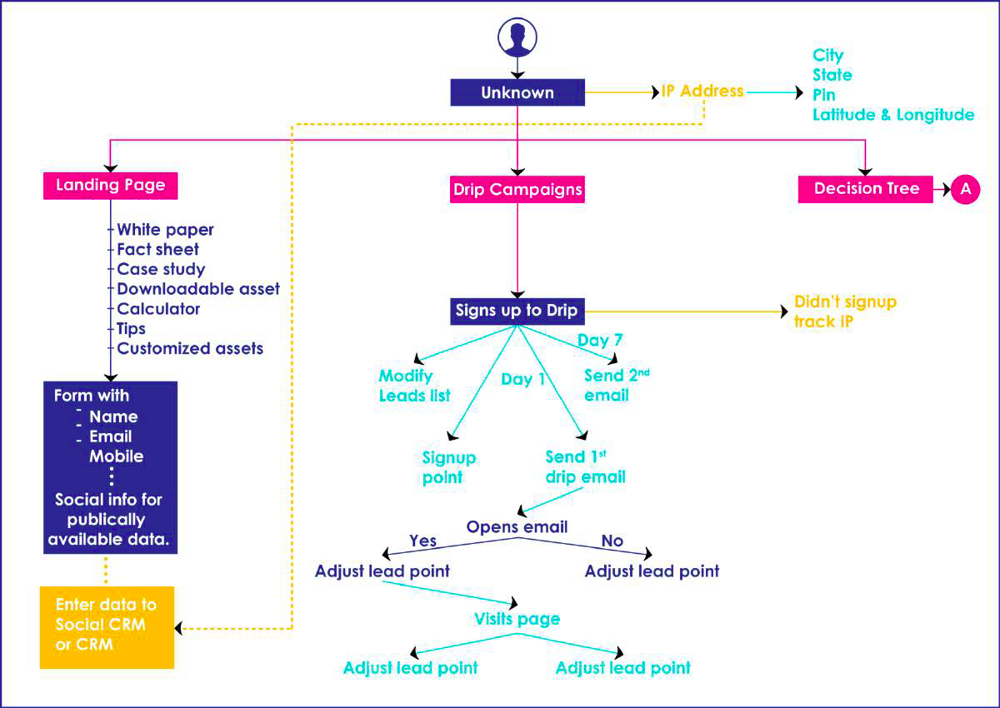 Unknown
IP Address
City
State
Pin
Latitude & Longitude
Landing Page
Drip Campaigns
Decision Tree
A
White paper
Fact sheet
Case study
Downloadable asset
Calculator
Tips
Customized assets
Form with
- Name
- Email
- Mobile
Social info for
publically
available data.
Enter data to
Social CRM
or CRM
Signs up to Drip
Didn't signup
track IP
Day 7
Modify
Leads list
Day 1
Send 2nd
email
Signup
point
Send 1st
drip email
Opens email
Yes
No
Adjust lead point
Adjust lead point
Visits page
Adjust lead point
Adjust lead point